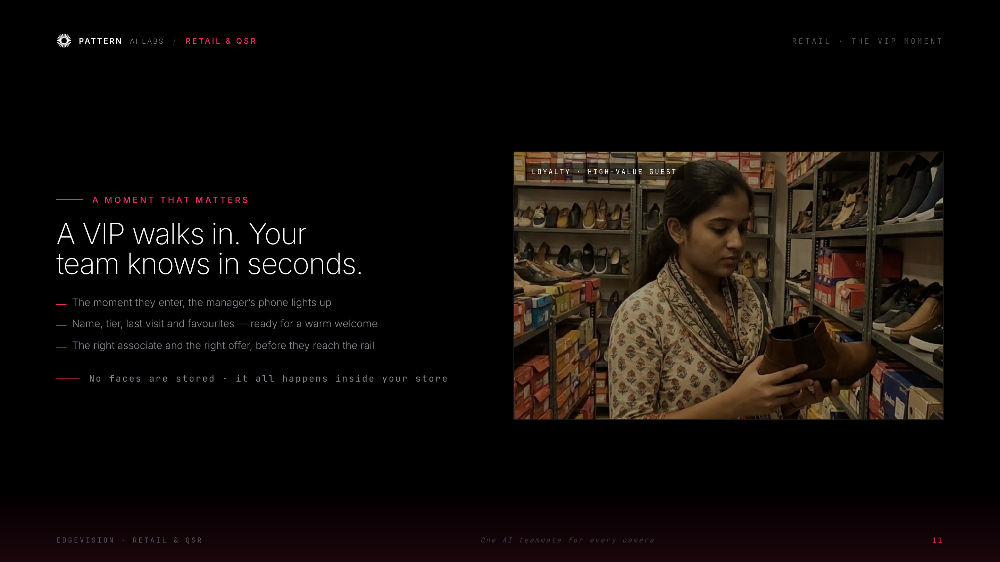 PATTERN AI LABS / RETAIL & QSR
RETAIL · THE VIP MOMENT
A MOMENT THAT MATTERS
A VIP walks in. Your
team knows in seconds.
— The moment they enter, the manager’s phone lights up
— Name, tier, last visit and favourites — ready for a warm welcome
— The right associate and the right offer, before they reach the rail
No faces are stored · it all happens inside your store
LOYALTY · HIGH-VALUE GUEST
EDGEVISION · RETAIL & QSR
One AI teammate for every camera
11